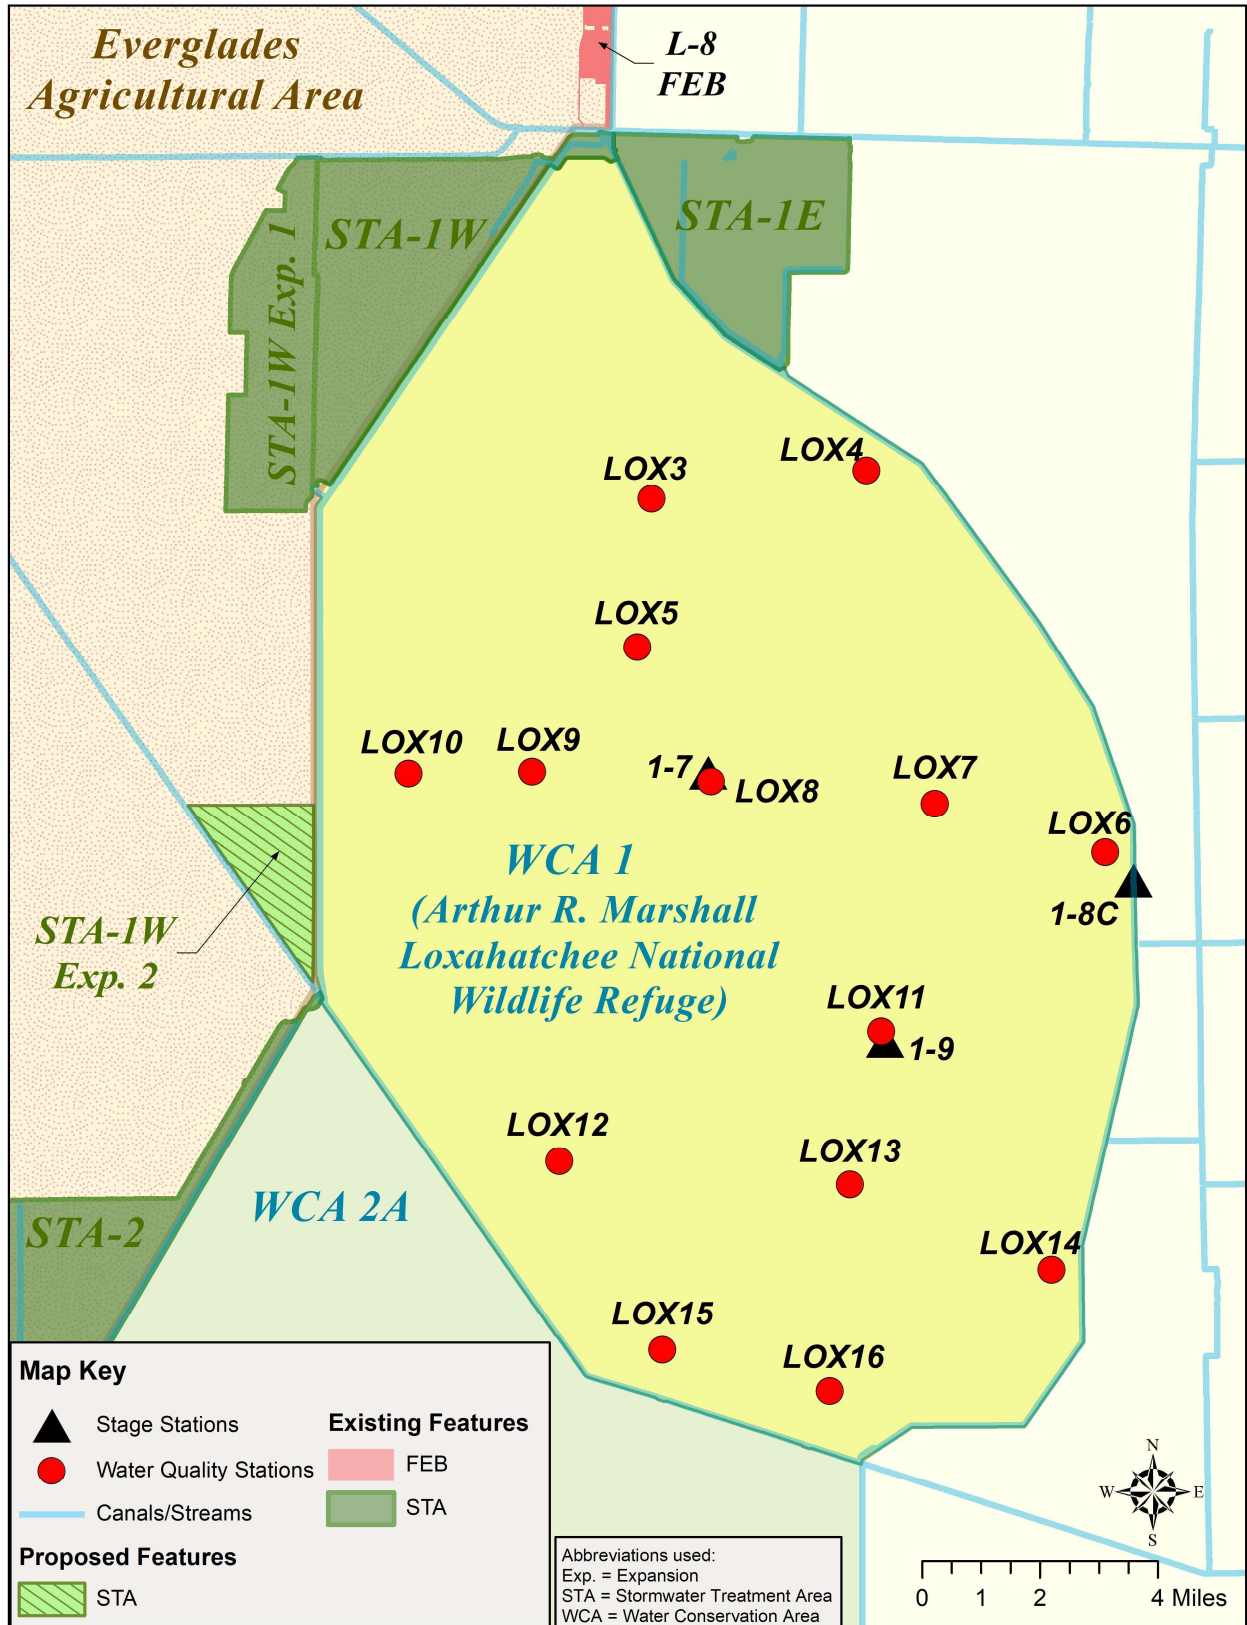 Everglades
Agricultural Area
L-8
FEB
STA-1W
STA-1E
STA-1W Exp. 1
LOX3
LOX4
LOX5
LOX10
LOX9
1-7
LOX8
LOX7
LOX6
1-8C
WCA 1
(Arthur R. Marshall
Loxahatchee National
Wildlife Refuge)
STA-1W
Exp. 2
LOX11
1-9
LOX12
LOX13
WCA 2A
STA-2
LOX14
LOX15
LOX16
Map Key
Stage Stations
Water Quality Stations
Canals/Streams
Proposed Features
STA
Existing Features
FEB
STA
Abbreviations used:
Exp. = Expansion
STA = Stormwater Treatment Area
WCA = Water Conservation Area
N
W E
S
0 1 2 4 Miles